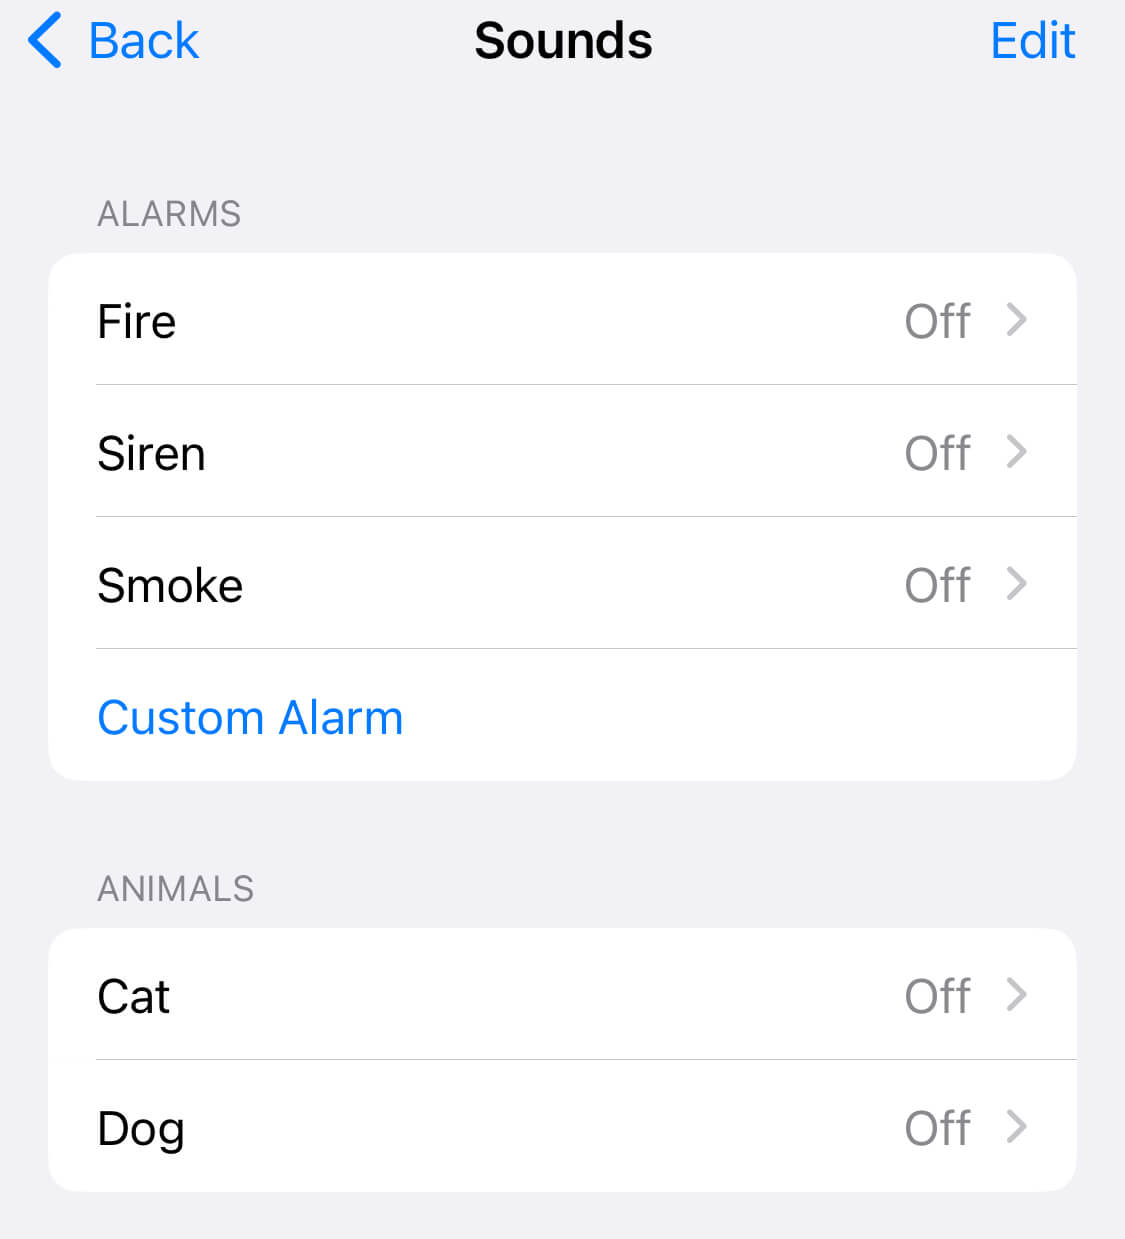 Back Sounds Edit
ALARMS
Fire Off
Siren Off
Smoke Off
Custom Alarm
ANIMALS
Cat Off
Dog Off